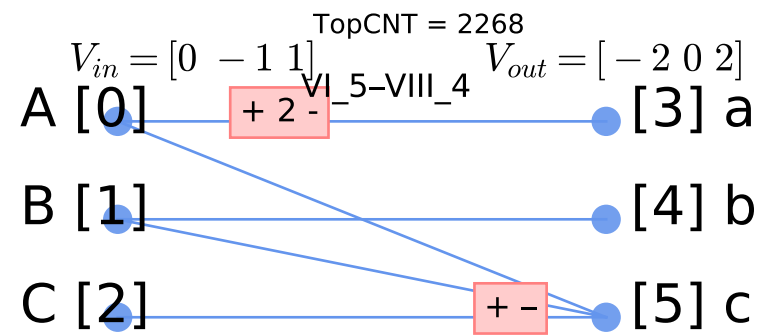 TopCNT = 2268
V_in = [0 −1 1]
V_out = [−2 0 2]
VI_5–VIII_4
A [0]
+ 2 -
[3] a
B [1]
[4] b
C [2]
+ –
[5] c